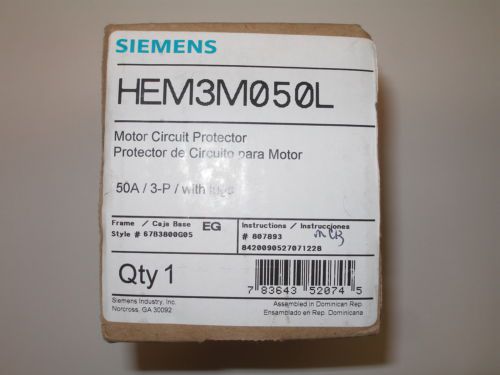 SIEMENS
HEM3M050L
Motor Circuit Protector
Protector de Circuito para Motor
50A / 3-P / with lugs
Frame / Caja Base EG
Style # 6783800G05
Instructions / Instrucciones
# 807893 MCB
8420090527071228
Qty 1
7 83643 52074 5
Siemens Industry, Inc.
Norcross, GA 30092
Assembled in Dominican Rep.
Ensamblado en Rep. Dominicana